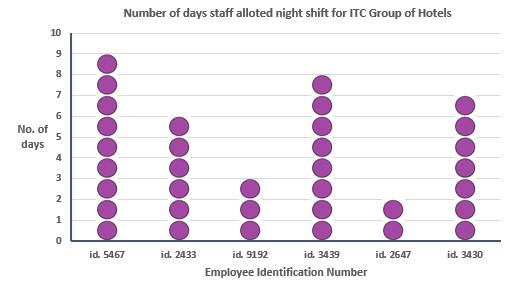 Number of days staff alloted night shift for ITC Group of Hotels
10
9
8
7
6
5
4
3
2
1
0
No. of
days
id. 5467 id. 2433 id. 9192 id. 3439 id. 2647 id. 3430
Employee Identification Number